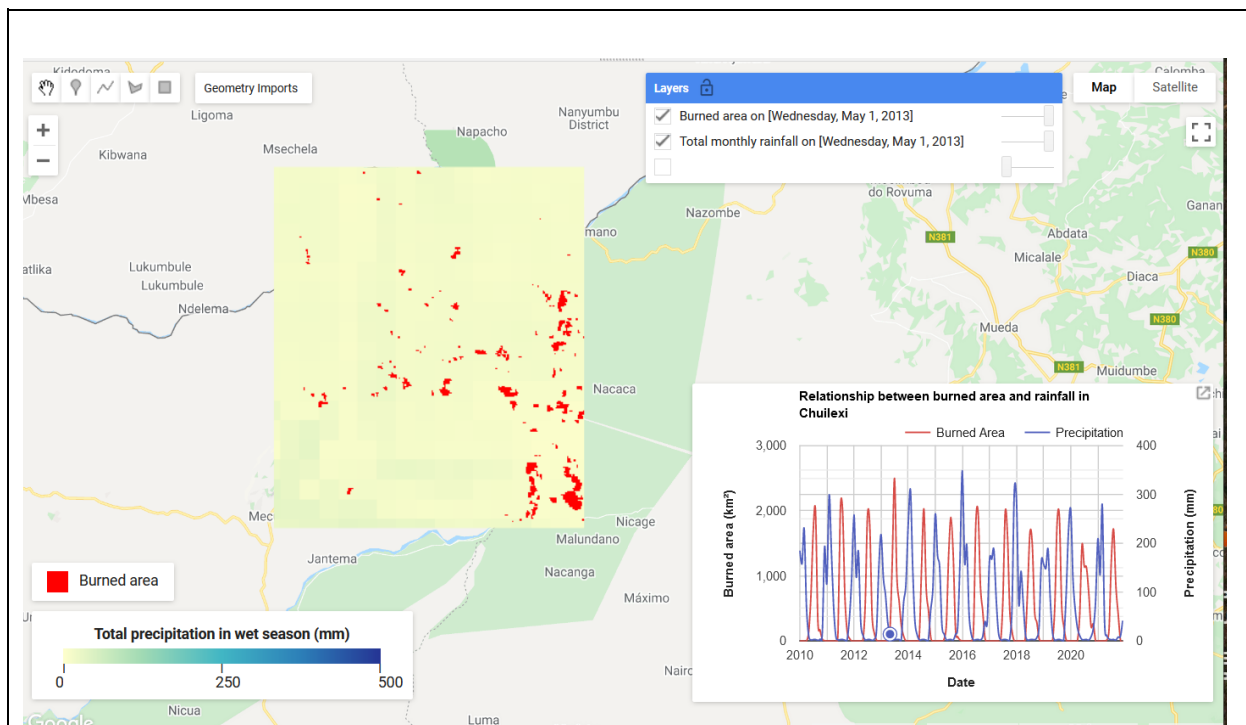 Kidodoma
Calomba
Geometry Imports
Layers
Map
Satellite
Burned area on [Wednesday, May 1, 2013]
Total monthly rainfall on [Wednesday, May 1, 2013]
Ligoma
Nanyumbu
District
Napacho
+
−
Kibwana
Msechela
do Rovuma
Mbesa
Nazombe
Ganan
mano
N381
Abdata
N380
Micalale
atlika
Lukumbule
Lukumbule
Diaca
Ndelema
N380
Mueda
N381
Muidumbe
Nacaca
Relationship between burned area and rainfall in
Chuilexi
Burned Area
Precipitation
3,000
400
2,000
300
200
1,000
100
0
0
Burned area (km²)
Precipitation (mm)
2010
2012
2014
2016
2018
2020
Date
Mec
Nicage
Malundano
Jantema
Nacanga
Máximo
Burned area
Total precipitation in wet season (mm)
0
250
500
Nairo
Google
Nicua
Luma